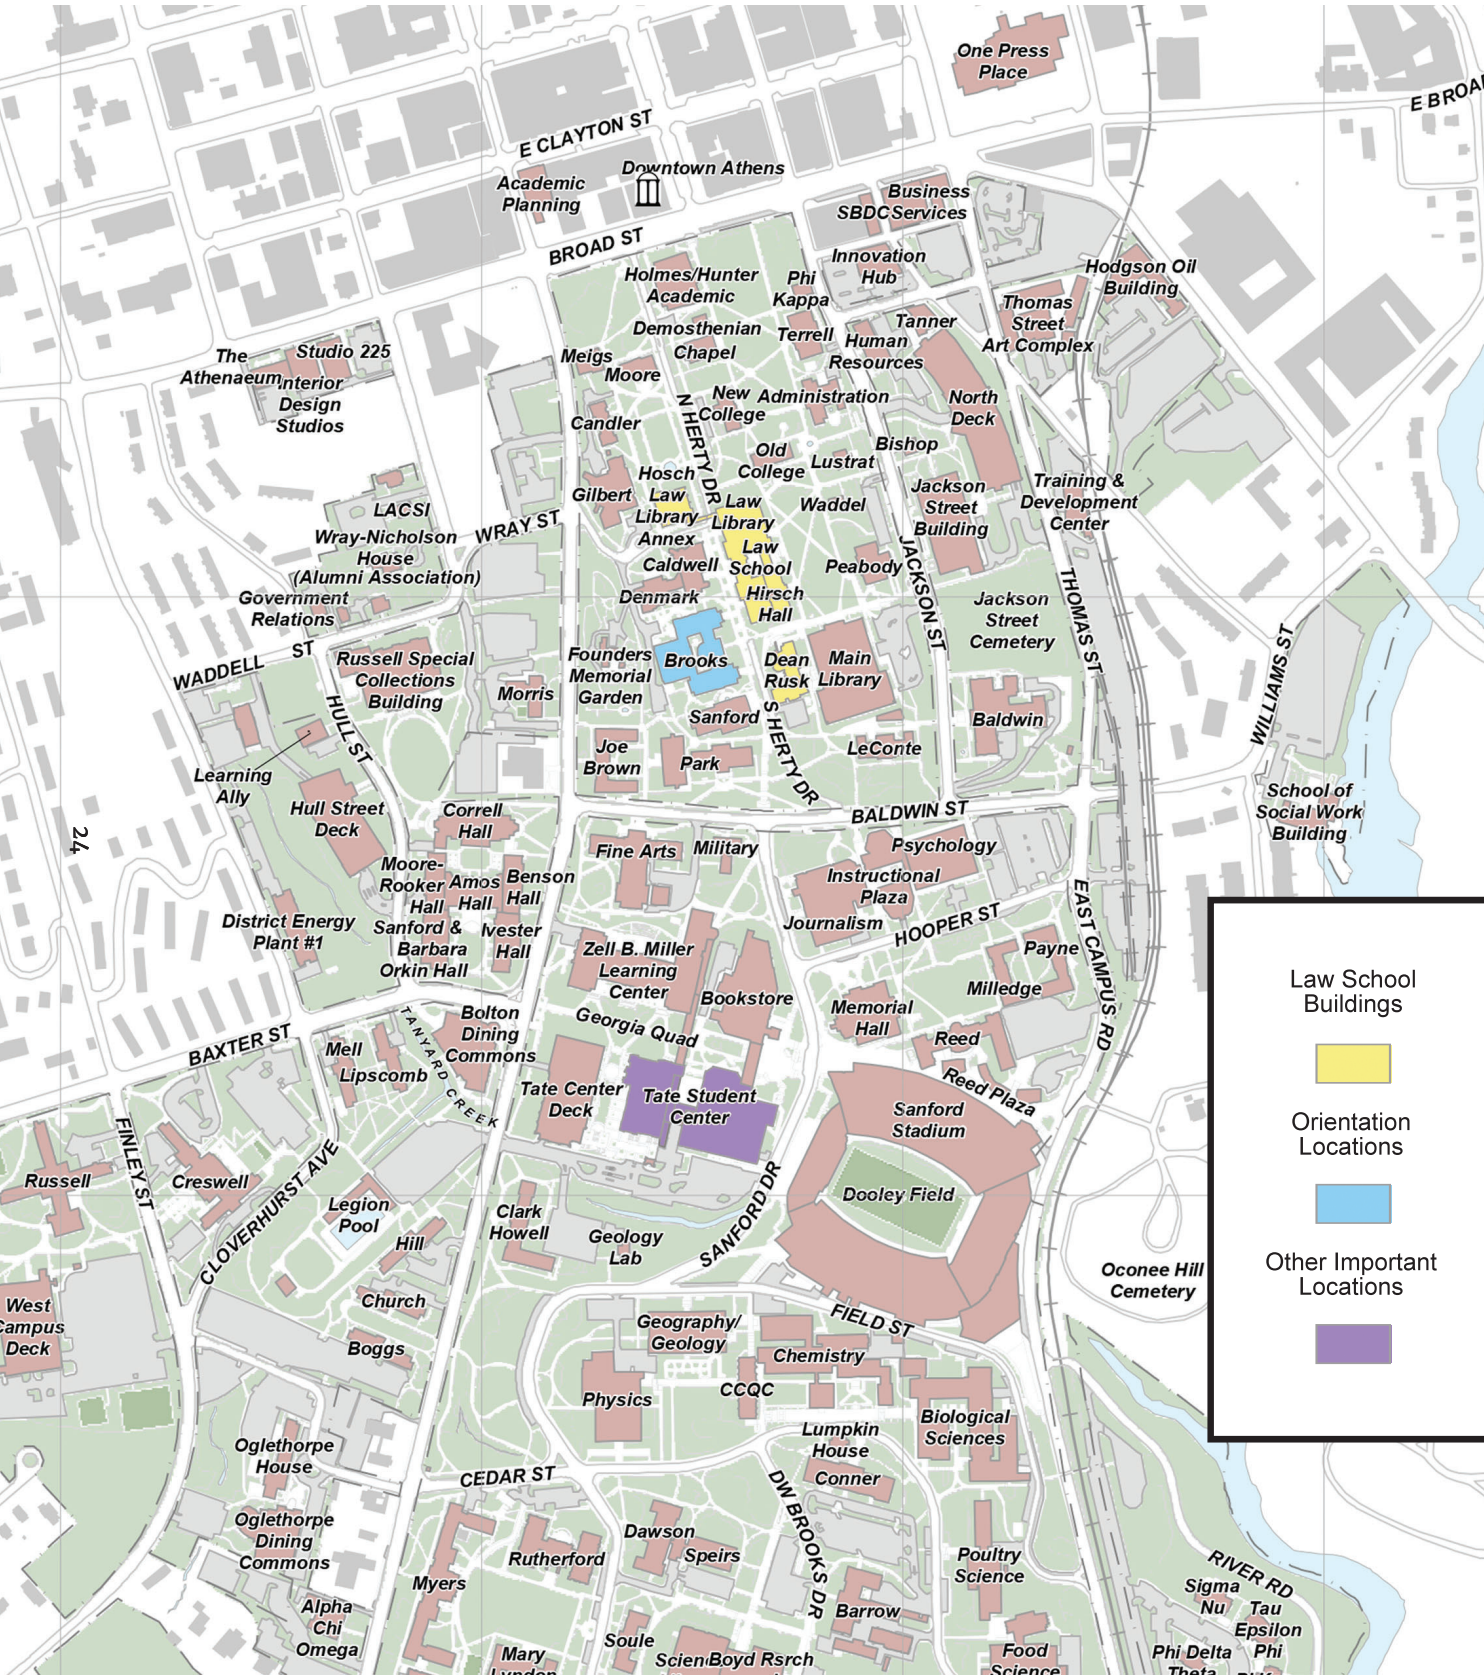 One Press
Place
E BROA
E CLAYTON ST
Downtown Athens
Academic
Planning
Business
SBDC Services
BROAD ST
Innovation
Hub
Hodgson Oil
Building
Holmes/Hunter
Academic
Phi
Kappa
Thomas
Street
Art Complex
Demosthenian
Chapel
Terrell
Tanner
Human
Resources
The
Athenaeum
Studio 225
Interior
Design
Studios
Meigs
Moore
New
College
Administration
North
Deck
Candler
N HERTY DR
Old
College
Lustrat
Bishop
Hosch
Law
Library
Annex
Gilbert
Law
Library
Waddel
Jackson
Street
Building
Training &
Development
Center
LACSI
Wray-Nicholson
House
(Alumni Association)
WRAY ST
Law
School
Caldwell
Peabody
JACKSON ST
THOMAS ST
Government
Relations
Denmark
Hirsch
Hall
Jackson
Street
Cemetery
WADDELL ST
Russell Special
Collections
Building
Founders
Memorial
Garden
Brooks
Dean
Rusk
Main
Library
WILLIAMS ST
Morris
HULL ST
Sanford
S HERTY DR
Baldwin
Joe
Brown
Park
LeConte
Learning
Ally
Hull Street
Deck
Correll
Hall
BALDWIN ST
School of
Social Work
Building
24
Fine Arts
Military
Psychology
Moore-
Rooker
Hall
Amos
Hall
Benson
Hall
Instructional
Plaza
District Energy
Plant #1
Sanford &
Barbara
Orkin Hall
Ivester
Hall
Journalism
HOOPER ST
EAST CAMPUS RD
Zell B. Miller
Learning
Center
Payne
Milledge
Bookstore
Memorial
Hall
Georgia Quad
Bolton
Dining
Commons
TANYARD CREEK
BAXTER ST
Mell
Lipscomb
Reed
Reed Plaza
Tate Center
Deck
Tate Student
Center
Sanford
Stadium
FINLEY ST
Russell
Creswell
CLOVERHURST AVE
Legion
Pool
Hill
Clark
Howell
Geology
Lab
SANFORD DR
Dooley Field
Oconee Hill
Cemetery
West
Campus
Deck
Church
Boggs
Geography/
Geology
FIELD ST
Chemistry
Physics
CCQC
Biological
Sciences
Lumpkin
House
Conner
Oglethorpe
House
CEDAR ST
DW BROOKS DR
Oglethorpe
Dining
Commons
Rutherford
Dawson
Speirs
Myers
Poultry
Science
RIVER RD
Sigma
Nu
Tau
Epsilon
Phi
Alpha
Chi
Omega
Barrow
Soule
Mary
Lyndon
Scien
Boyd Rsrch
Food
Science
Phi Delta
Theta
Law School
Buildings
Orientation
Locations
Other Important
Locations